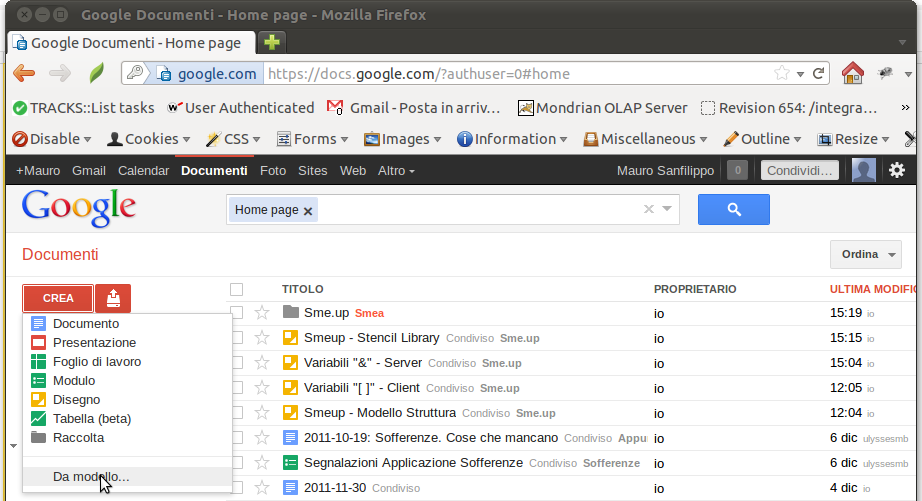 Google Documenti - Home page - Mozilla Firefox
Google Documenti - Home page
google.com https://docs.google.com/?authuser=0#home
TRACKS::List tasks User Authenticated Gmail - Posta in arriv... Mondrian OLAP Server Revision 654: /integra... »
Disable Cookies CSS Forms Images Information Miscellaneous Outline Resize
+Mauro Gmail Calendar Documenti Foto Sites Web Altro Mauro Sanfilippo 0 Condividi...
Google Home page x
Documenti Ordina
CREA TITOLO PROPRIETARIO ULTIMA MODIFIC
Sme.up Smea io 15:19 io
Documento
Smeup - Stencil Library Condiviso Sme.up io 15:15 io
Presentazione
Foglio di lavoro Variabili "&" - Server Condiviso Sme.up io 15:04 io
Modulo
Variabili "[ ]" - Client Condiviso Sme.up io 12:05 io
Disegno
Smeup - Modello Struttura Condiviso Sme.up io 12:04 io
Tabella (beta)
Raccolta 2011-10-19: Sofferenze. Cose che mancano Condiviso Appu io 6 dic ulyssesmb
Segnalazioni Applicazione Sofferenze Condiviso Sofferenze io 6 dic ulyssesmb
Da modello...
2011-11-30 Condiviso io 4 dic io